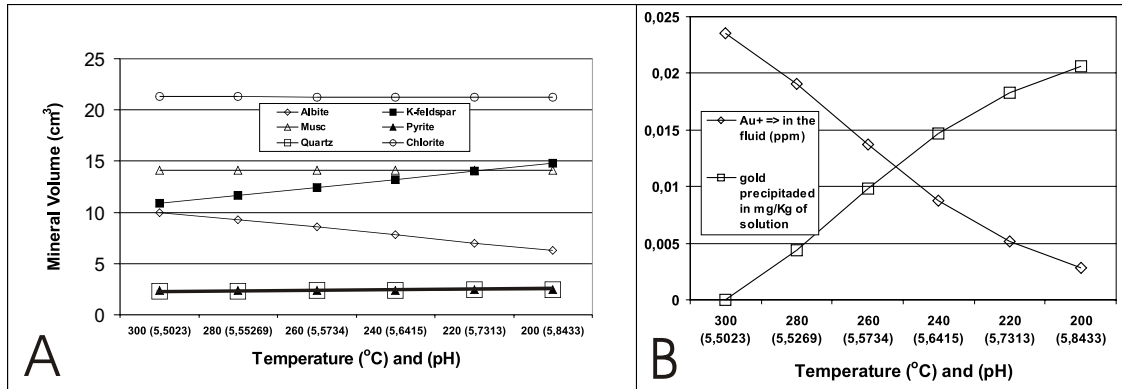 A
Mineral Volume (cm3)
25
20
15
10
5
0
Albite
K-feldspar
Musc
Pyrite
Quartz
Chlorite
300 (5,5023)
280 (5,55269)
260 (5,5734)
240 (5,6415)
220 (5,7313)
200 (5,8433)
Temperature (oC) and (pH)
B
0,025
0,02
0,015
0,01
0,005
0
Au+ => in the
fluid (ppm)
gold
precipitaded
in mg/Kg of
solution
300
(5,5023)
280
(5,5269)
260
(5,5734)
240
(5,6415)
220
(5,7313)
200
(5,8433)
Temperature (oC) and (pH)